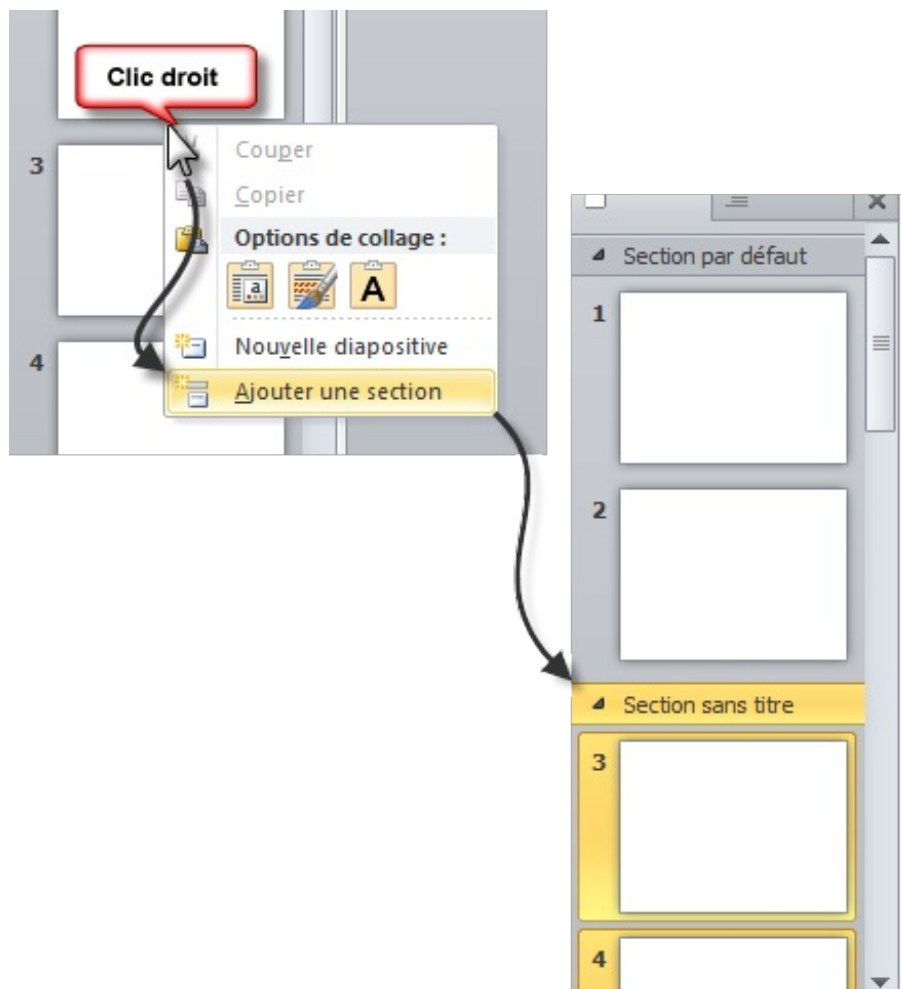 Clic droit
3
4
Couper
Copier
Options de collage :
a
A
Nouvelle diapositive
Ajouter une section
Section par défaut
1
2
Section sans titre
3
4